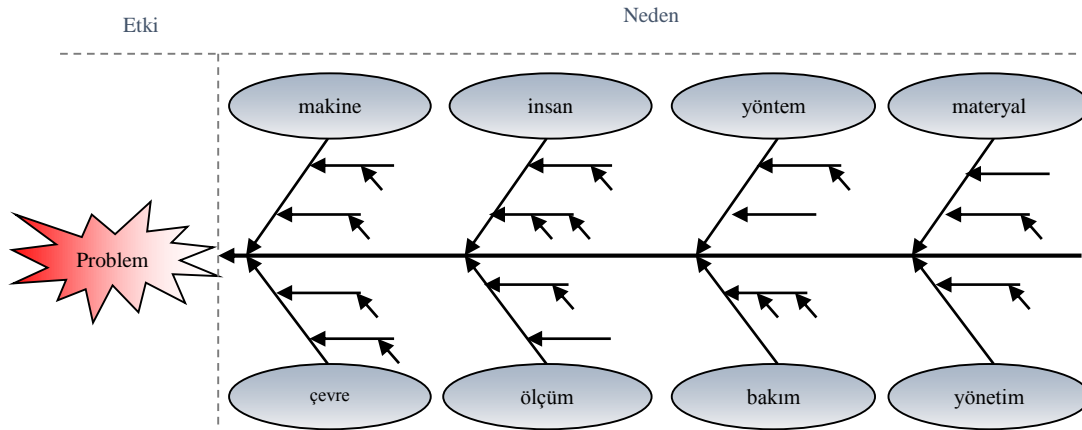 Etki
Neden
makine
insan
yöntem
materyal
Problem
çevre
ölçüm
bakım
yönetim